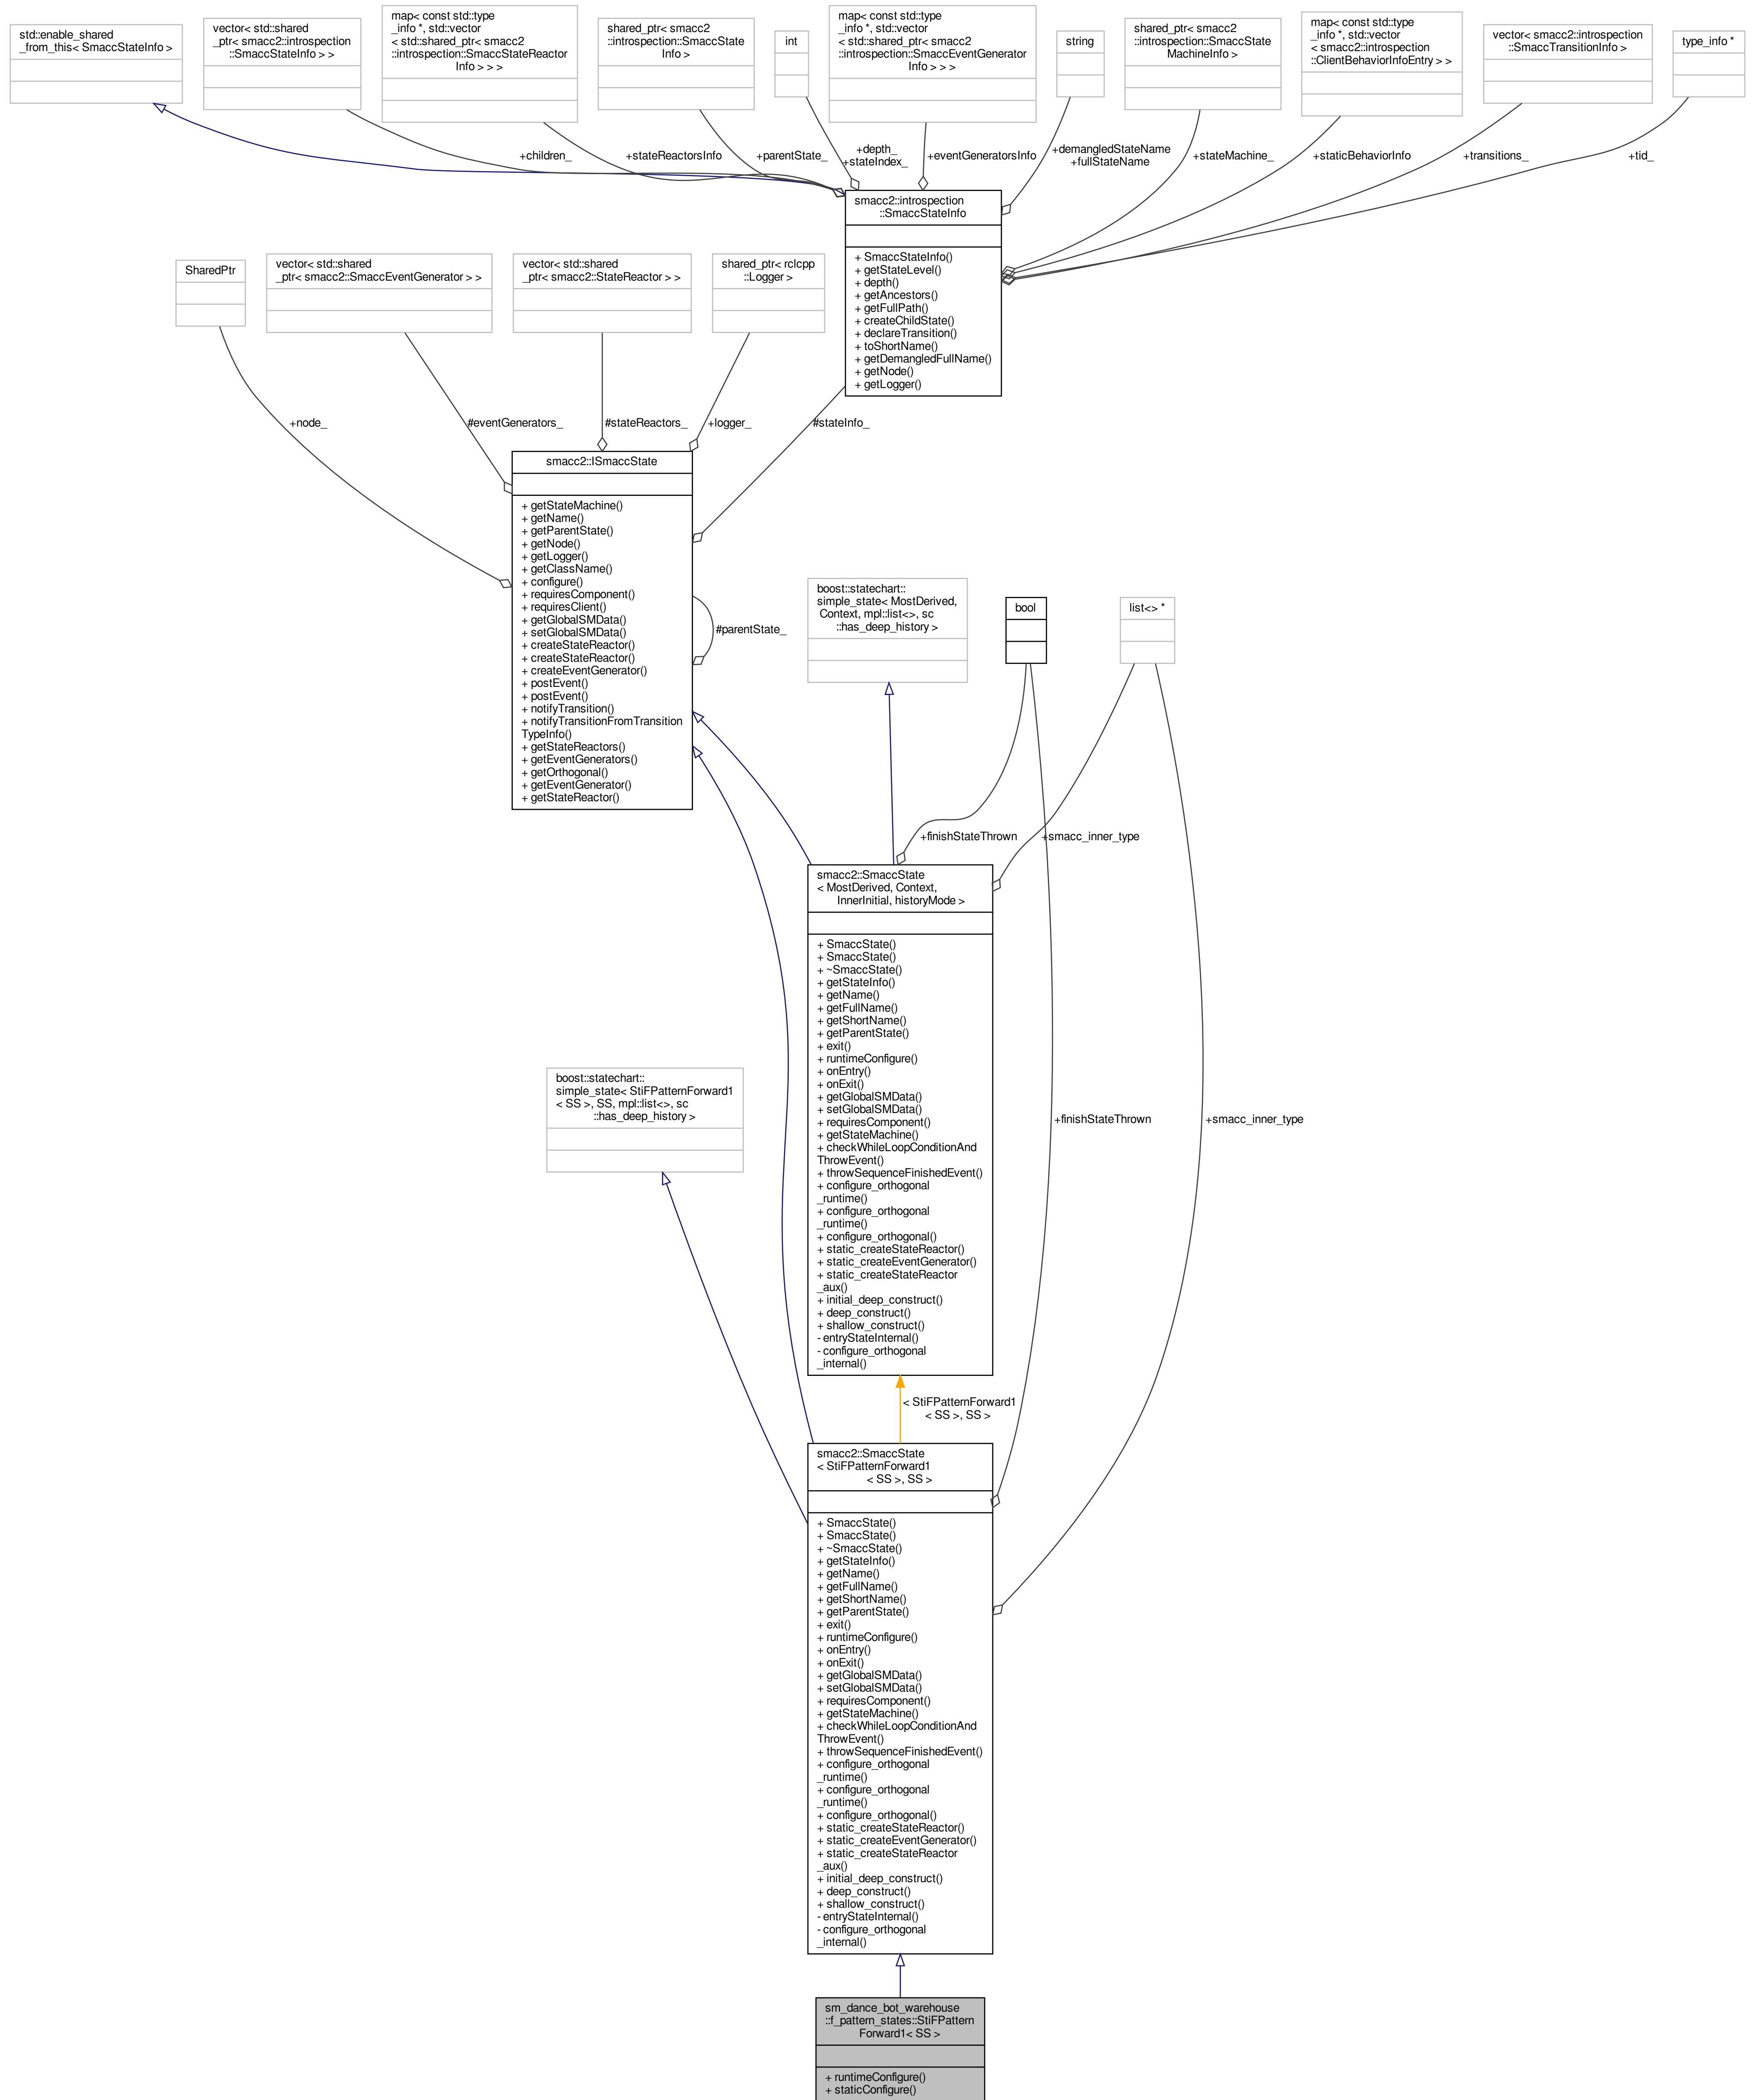 std::enable_shared
_from_this< SmaccStateInfo >
vector< std::shared
_ptr< smacc2::introspection
::SmaccStateInfo > >
map< const std::type
_info *, std::vector
< std::shared_ptr< smacc2
::introspection::SmaccStateReactor
Info > > >
shared_ptr< smacc2
::introspection::SmaccState
Info >
int
map< const std::type
_info *, std::vector
< std::shared_ptr< smacc2
::introspection::SmaccEventGenerator
Info > > >
string
shared_ptr< smacc2
::introspection::SmaccState
MachineInfo >
map< const std::type
_info *, std::vector
< smacc2::introspection
::ClientBehaviorInfoEntry > >
vector< smacc2::introspection
::SmaccTransitionInfo >
type_info *
+children_
+stateReactorsInfo
+parentState_
+depth_
+stateIndex_
+eventGeneratorsInfo
+demangledStateName
+fullStateName
+stateMachine_
+staticBehaviorInfo
+transitions_
+tid_
smacc2::introspection
::SmaccStateInfo
+ SmaccStateInfo()
+ getStateLevel()
+ depth()
+ getAncestors()
+ getFullPath()
+ createChildState()
+ declareTransition()
+ toShortName()
+ getDemangledFullName()
+ getNode()
+ getLogger()
SharedPtr
vector< std::shared
_ptr< smacc2::SmaccEventGenerator > >
vector< std::shared
_ptr< smacc2::StateReactor > >
shared_ptr< rclcpp
::Logger >
+node_
#eventGenerators_
#stateReactors_
+logger_
#stateInfo_
smacc2::ISmaccState
+ getStateMachine()
+ getName()
+ getParentState()
+ getNode()
+ getLogger()
+ getClassName()
+ configure()
+ requiresComponent()
+ requiresClient()
+ getGlobalSMData()
+ setGlobalSMData()
+ createStateReactor()
+ createStateReactor()
+ createEventGenerator()
+ postEvent()
+ postEvent()
+ notifyTransition()
+ notifyTransitionFromTransition
TypeInfo()
+ getStateReactors()
+ getEventGenerators()
+ getOrthogonal()
+ getEventGenerator()
+ getStateReactor()
#parentState_
boost::statechart::
simple_state< MostDerived,
Context, mpl::list<>, sc
::has_deep_history >
bool
list<> *
+finishStateThrown
+smacc_inner_type
smacc2::SmaccState
< MostDerived, Context,
InnerInitial, historyMode >
+ SmaccState()
+ SmaccState()
+ ~SmaccState()
+ getStateInfo()
+ getName()
+ getFullName()
+ getShortName()
+ getParentState()
+ exit()
+ runtimeConfigure()
+ onEntry()
+ onExit()
+ getGlobalSMData()
+ setGlobalSMData()
+ requiresComponent()
+ getStateMachine()
+ checkWhileLoopConditionAnd
ThrowEvent()
+ throwSequenceFinishedEvent()
+ configure_orthogonal
_runtime()
+ configure_orthogonal
_runtime()
+ configure_orthogonal()
+ static_createStateReactor()
+ static_createEventGenerator()
+ static_createStateReactor
_aux()
+ initial_deep_construct()
+ deep_construct()
+ shallow_construct()
- entryStateInternal()
- configure_orthogonal
_internal()
boost::statechart::
simple_state< StiFPatternForward1
< SS >, SS, mpl::list<>, sc
::has_deep_history >
+finishStateThrown
+smacc_inner_type
< StiFPatternForward1
< SS >, SS >
smacc2::SmaccState
< StiFPatternForward1
< SS >, SS >
+ SmaccState()
+ SmaccState()
+ ~SmaccState()
+ getStateInfo()
+ getName()
+ getFullName()
+ getShortName()
+ getParentState()
+ exit()
+ runtimeConfigure()
+ onEntry()
+ onExit()
+ getGlobalSMData()
+ setGlobalSMData()
+ requiresComponent()
+ getStateMachine()
+ checkWhileLoopConditionAnd
ThrowEvent()
+ throwSequenceFinishedEvent()
+ configure_orthogonal
_runtime()
+ configure_orthogonal
_runtime()
+ configure_orthogonal()
+ static_createStateReactor()
+ static_createEventGenerator()
+ static_createStateReactor
_aux()
+ initial_deep_construct()
+ deep_construct()
+ shallow_construct()
- entryStateInternal()
- configure_orthogonal
_internal()
sm_dance_bot_warehouse
::f_pattern_states::StiFPattern
Forward1< SS >
+ runtimeConfigure()
+ staticConfigure()